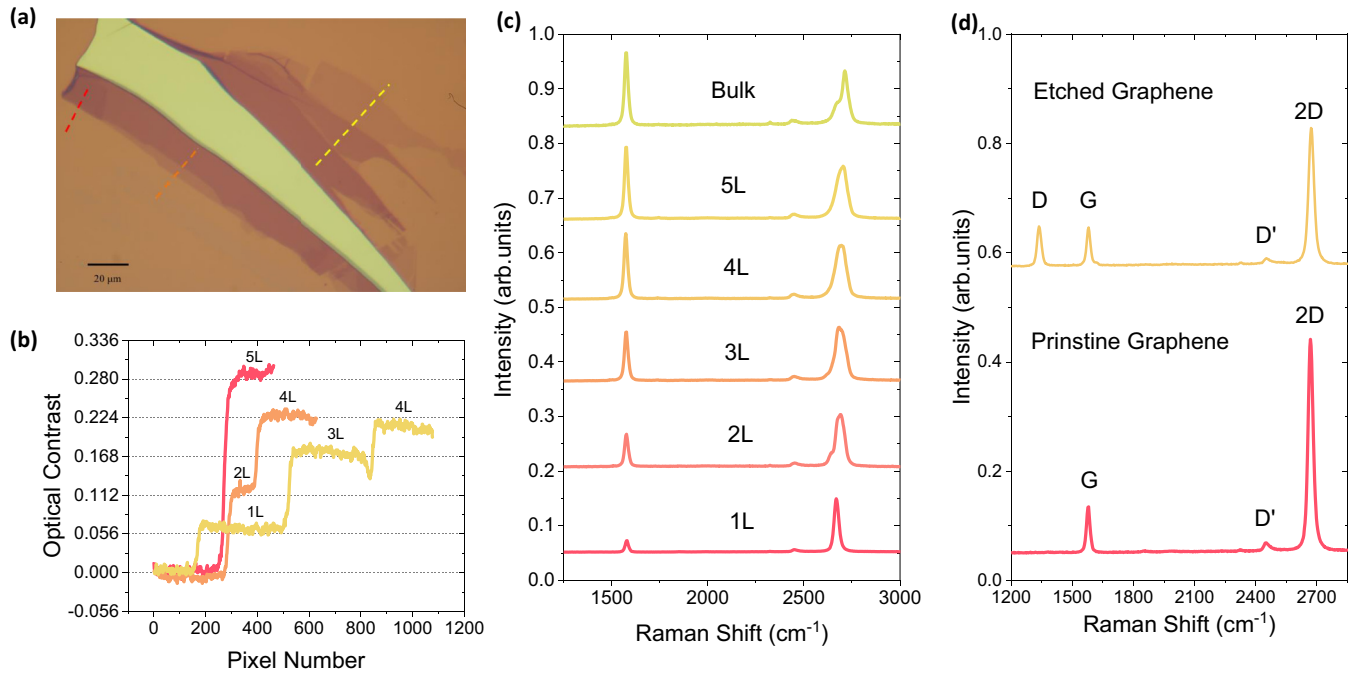 (a)
20 μm
(b)
0.336
0.280
0.224
0.168
0.112
0.056
0.000
-0.056
Optical Contrast
5L
4L
4L
3L
2L
1L
0 200 400 600 800 1000 1200
Pixel Number
(c)
1.0
0.9
0.8
0.7
0.6
0.5
0.4
0.3
0.2
0.1
0.0
Intensity (arb.units)
Bulk
5L
4L
3L
2L
1L
1500 2000 2500 3000
Raman Shift (cm-1)
(d)
1.0
0.8
0.6
0.4
0.2
0.0
Intensity (arb.units)
Etched Graphene
2D
D G
D'
Prinstine Graphene
2D
G
D'
1200 1500 1800 2100 2400 2700
Raman Shift (cm-1)